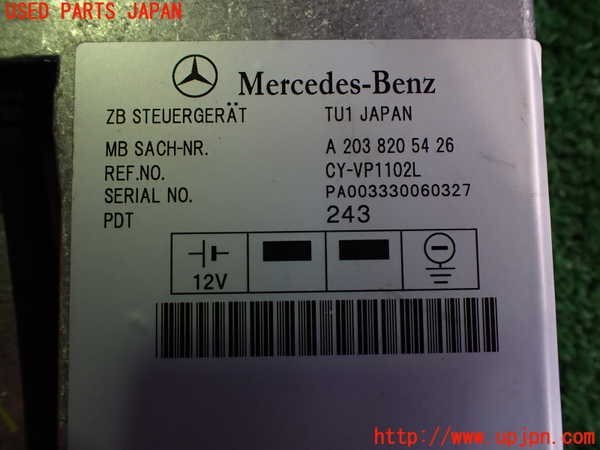 USED PARTS JAPAN
Mercedes-Benz
ZB STEUERGERÄT TU1 JAPAN
MB SACH-NR. A 203 820 54 26
REF.NO. CY-VP1102L
SERIAL NO. PA003330060327
PDT 243
12V
http://www.upjpn.com